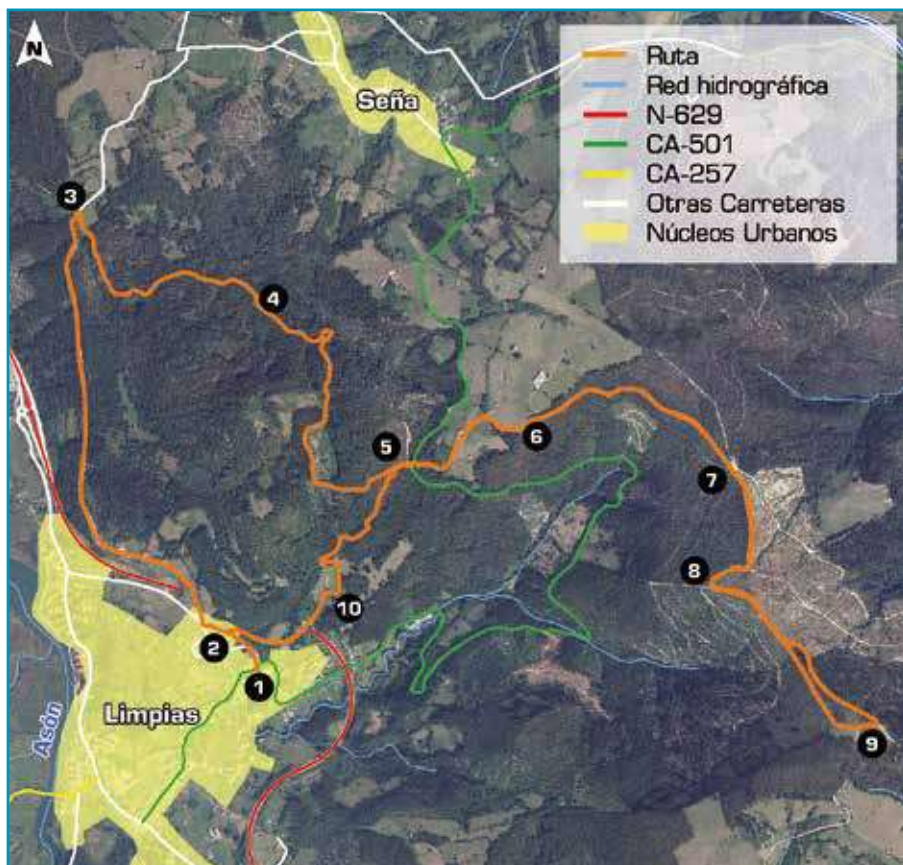 N
Ruta
Red hidrográfica
N-629
CA-501
CA-257
Otras Carreteras
Núcleos Urbanos
Seña
3
4
5
6
7
8
10
2
1
Limpias
Asón
9